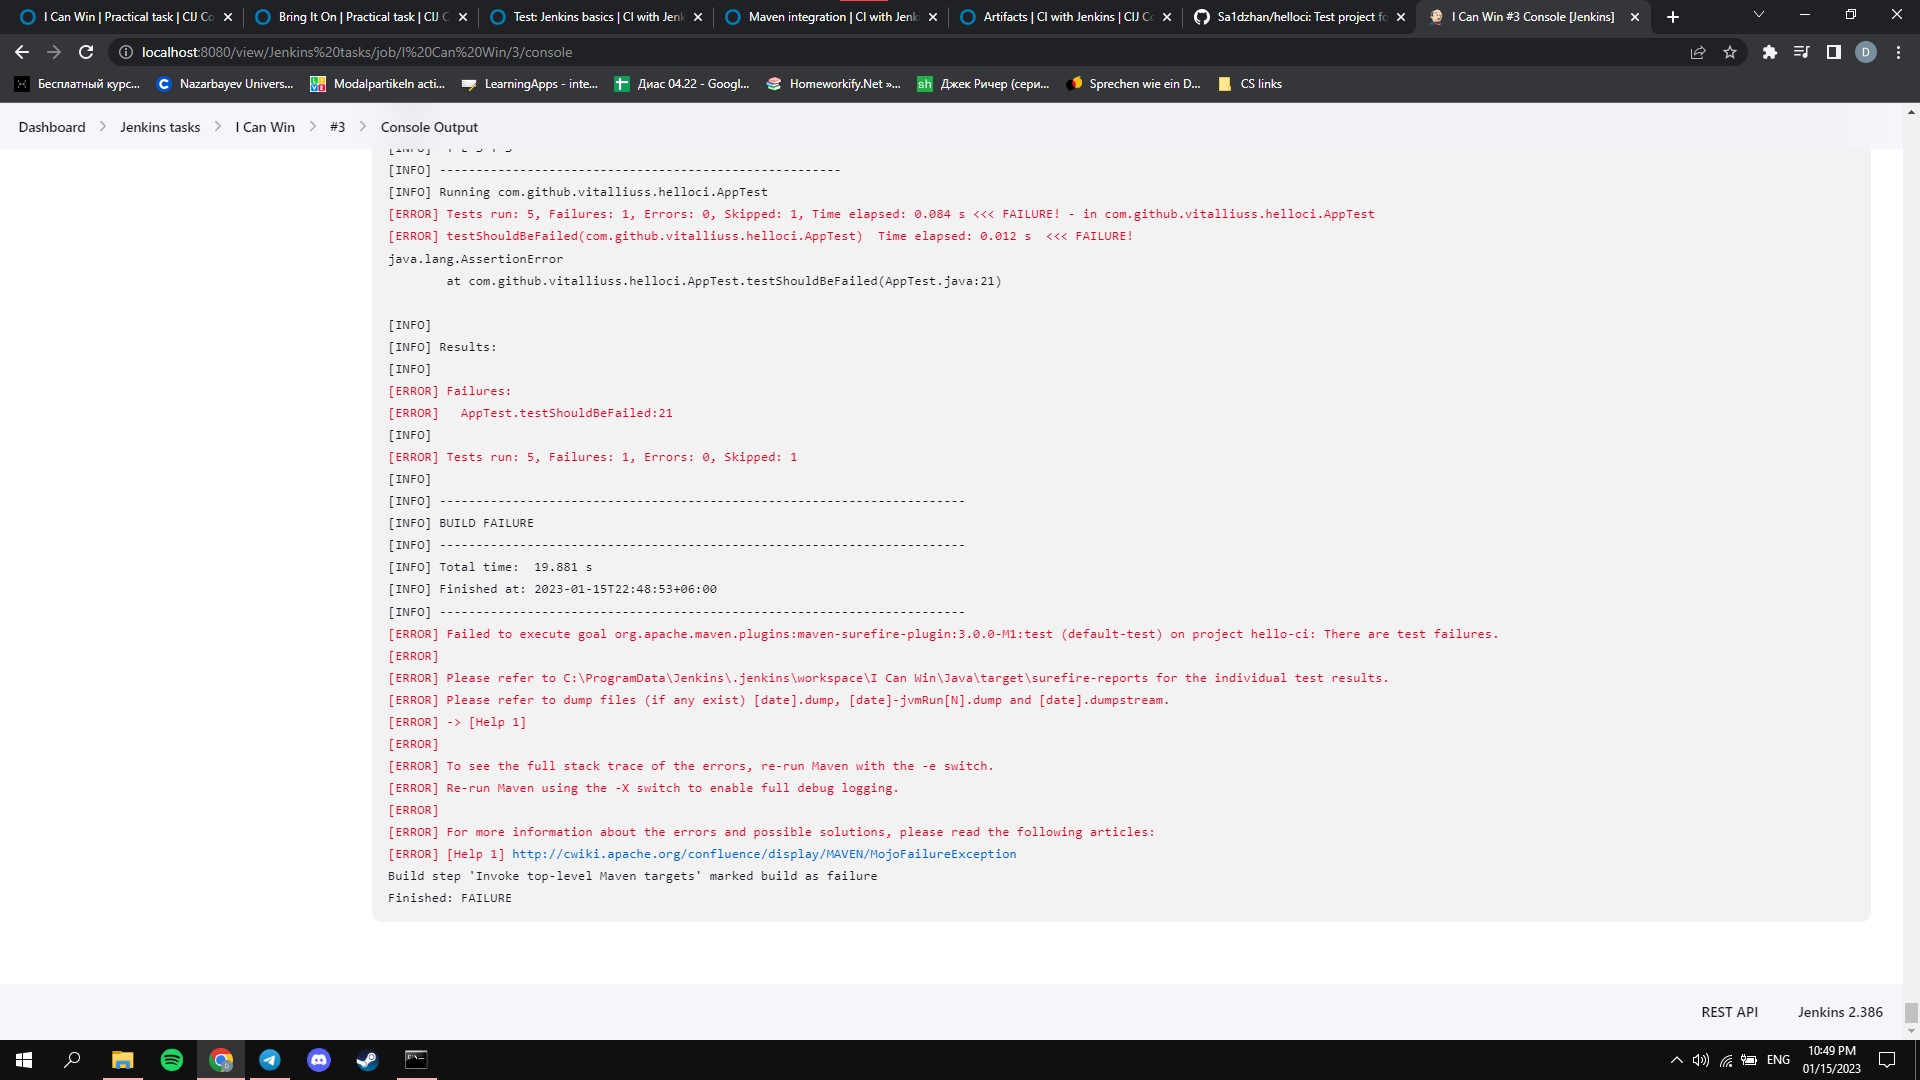 I Can Win | Practical task | CIJ Co
Bring It On | Practical task | CIJ C
Test: Jenkins basics | CI with Jenk
Maven integration | CI with Jenk
Artifacts | CI with Jenkins | CIJ Co
Sa1dzhan/helloci: Test project fo
I Can Win #3 Console [Jenkins]
localhost:8080/view/Jenkins%20tasks/job/I%20Can%20Win/3/console
D
Бесплатный курс...
Nazarbayev Univers...
Modalpartikeln acti...
LearningApps - inte...
Диас 04.22 - Googl...
Homeworkify.Net »...
sh
Джек Ричер (сери...
Sprechen wie ein D...
CS links
Dashboard
Jenkins tasks
I Can Win
#3
Console Output
[INFO]  T E S T S
[INFO] -------------------------------------------------------
[INFO] Running com.github.vitalliuss.helloci.AppTest
[ERROR] Tests run: 5, Failures: 1, Errors: 0, Skipped: 1, Time elapsed: 0.084 s <<< FAILURE! - in com.github.vitalliuss.helloci.AppTest
[ERROR] testShouldBeFailed(com.github.vitalliuss.helloci.AppTest)  Time elapsed: 0.012 s  <<< FAILURE!
java.lang.AssertionError
at com.github.vitalliuss.helloci.AppTest.testShouldBeFailed(AppTest.java:21)
[INFO]
[INFO] Results:
[INFO]
[ERROR] Failures:
[ERROR]   AppTest.testShouldBeFailed:21
[INFO]
[ERROR] Tests run: 5, Failures: 1, Errors: 0, Skipped: 1
[INFO]
[INFO] ------------------------------------------------------------------------
[INFO] BUILD FAILURE
[INFO] ------------------------------------------------------------------------
[INFO] Total time:  19.881 s
[INFO] Finished at: 2023-01-15T22:48:53+06:00
[INFO] ------------------------------------------------------------------------
[ERROR] Failed to execute goal org.apache.maven.plugins:maven-surefire-plugin:3.0.0-M1:test (default-test) on project hello-ci: There are test failures.
[ERROR]
[ERROR] Please refer to C:\ProgramData\Jenkins\.jenkins\workspace\I Can Win\Java\target\surefire-reports for the individual test results.
[ERROR] Please refer to dump files (if any exist) [date].dump, [date]-jvmRun[N].dump and [date].dumpstream.
[ERROR] -> [Help 1]
[ERROR]
[ERROR] To see the full stack trace of the errors, re-run Maven with the -e switch.
[ERROR] Re-run Maven using the -X switch to enable full debug logging.
[ERROR]
[ERROR] For more information about the errors and possible solutions, please read the following articles:
[ERROR] [Help 1] http://cwiki.apache.org/confluence/display/MAVEN/MojoFailureException
Build step 'Invoke top-level Maven targets' marked build as failure
Finished: FAILURE
REST API
Jenkins 2.386
ENG
10:49 PM
01/15/2023